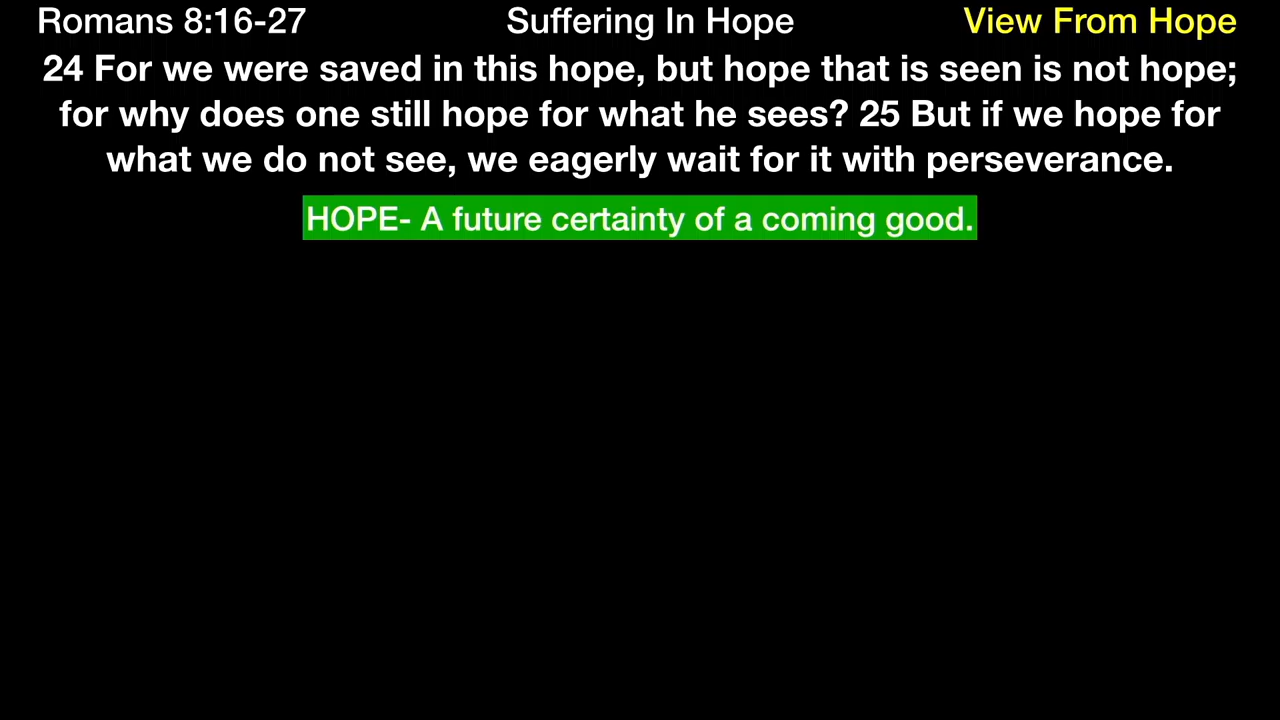 Romans 8:16-27 Suffering In Hope View From Hope
24 For we were saved in this hope, but hope that is seen is not hope;
for why does one still hope for what he sees? 25 But if we hope for
what we do not see, we eagerly wait for it with perseverance.
HOPE- A future certainty of a coming good.